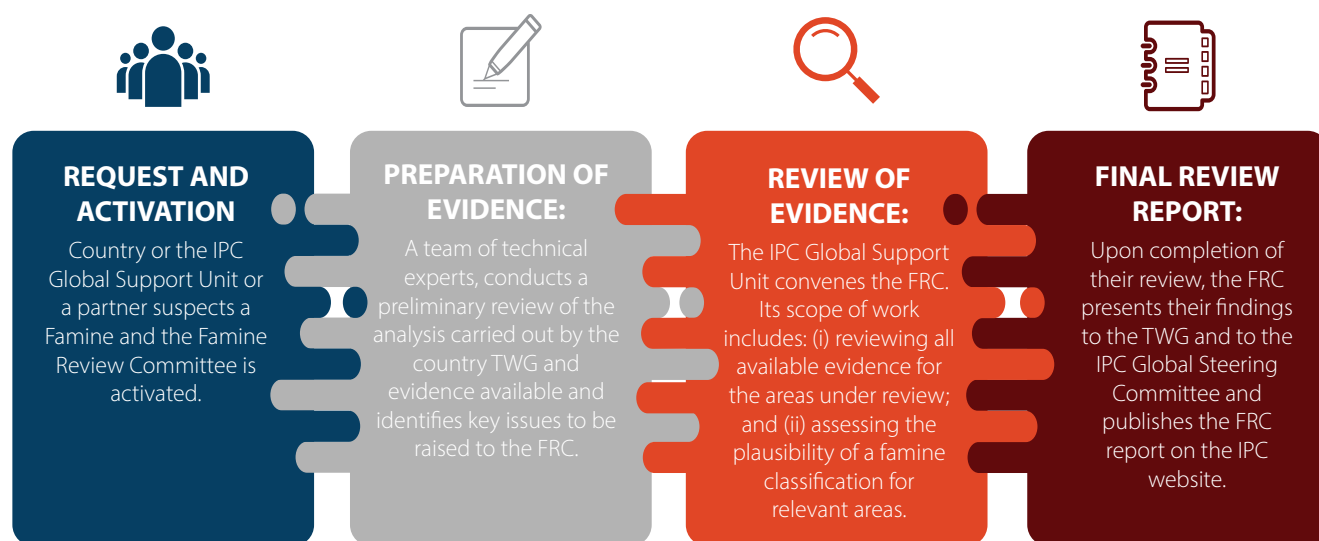 REQUEST AND
ACTIVATION
Country or the IPC
Global Support Unit or
a partner suspects a
Famine and the Famine
Review Committee is
activated.
PREPARATION OF
EVIDENCE:
A team of technical
experts, conducts a
preliminary review of the
analysis carried out by the
country TWG and
evidence available and
identifies key issues to be
raised to the FRC.
REVIEW OF
EVIDENCE:
The IPC Global Support
Unit convenes the FRC.
Its scope of work
includes: (i) reviewing all
available evidence for
the areas under review;
and (ii) assessing the
plausibility of a famine
classification for
relevant areas.
FINAL REVIEW
REPORT:
Upon completion of
their review, the FRC
presents their findings
to the TWG and to the
IPC Global Steering
Committee and
publishes the FRC
report on the IPC
website.